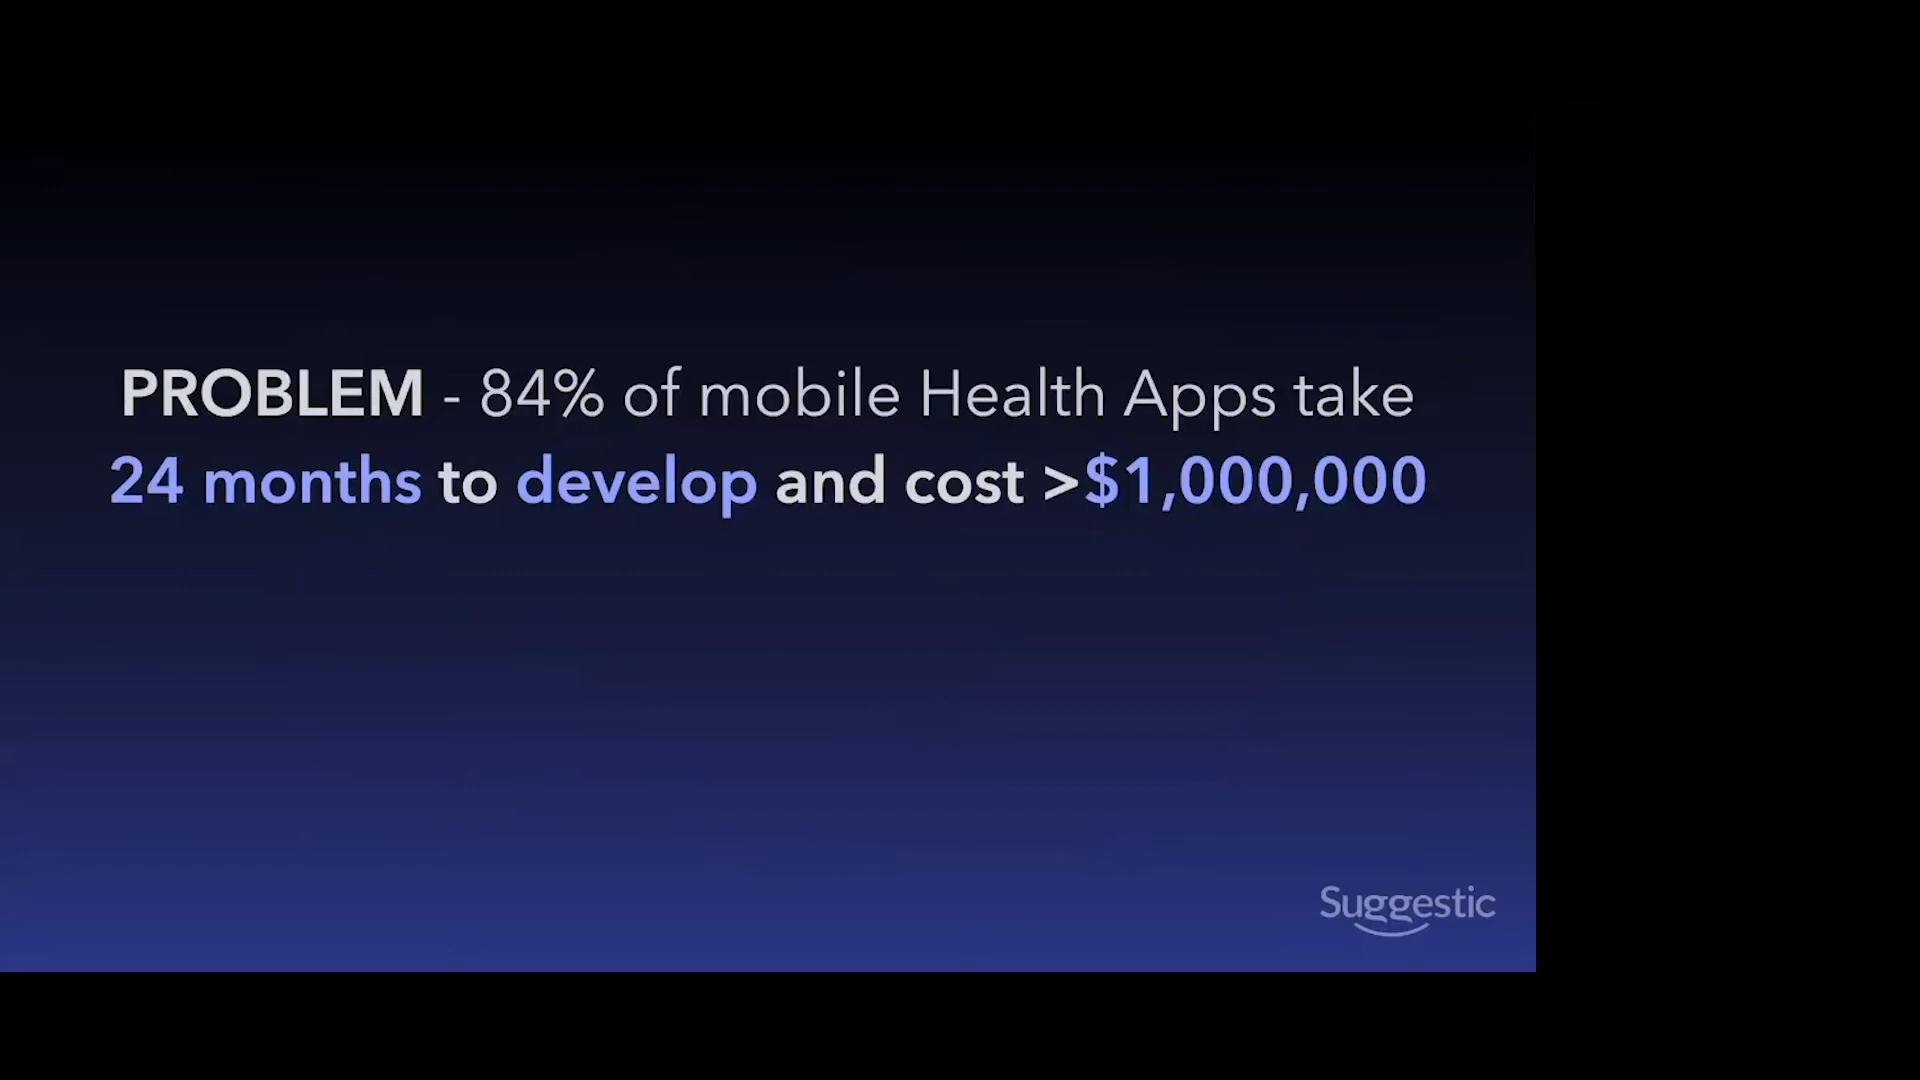 PROBLEM - 84% of mobile Health Apps take
24 months to develop and cost >$1,000,000
Suggestic